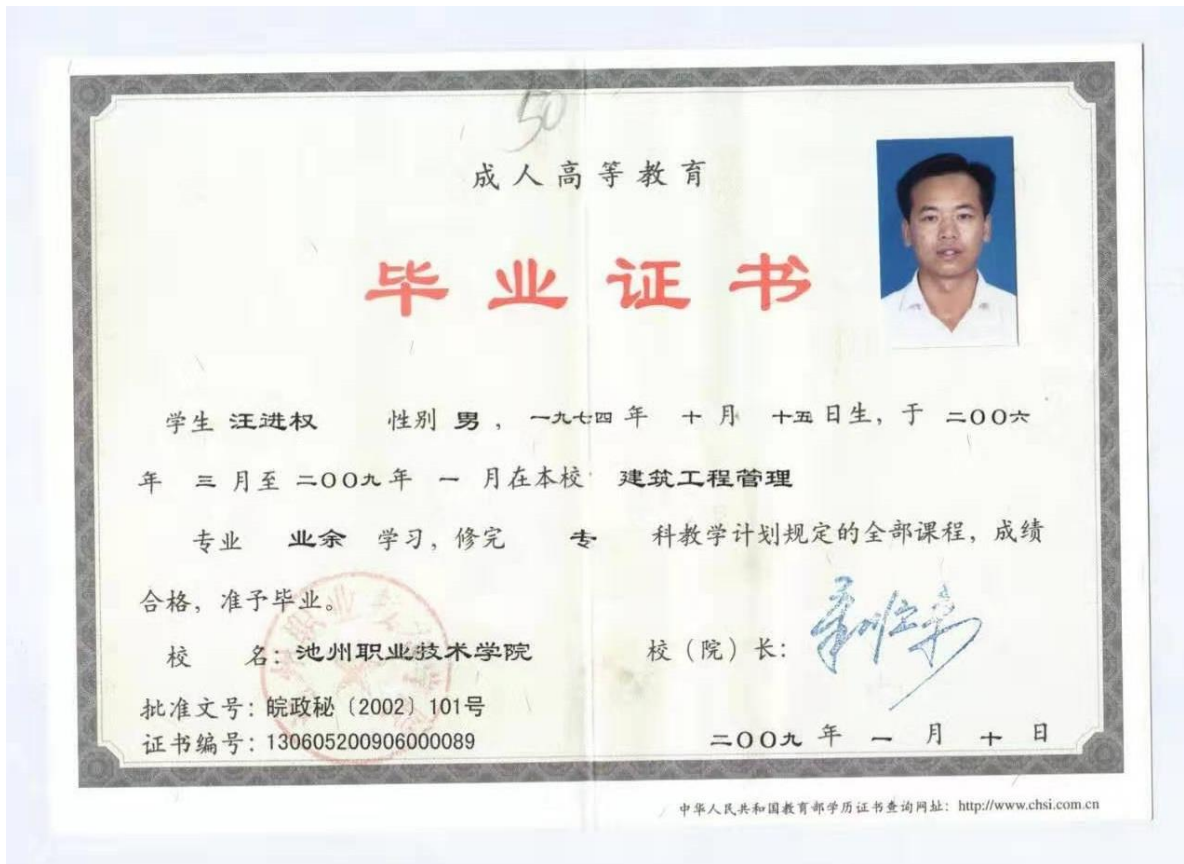 50
成人高等教育
毕业证书
学生 汪进权 性别 男 ， 一九七四 年 十 月 十五 日生，于 二〇〇六
年 三 月至 二〇〇九 年 一 月在本校 建筑工程管理
专业 业余 学习，修完 专 科教学计划规定的全部课程，成绩
合格，准予毕业。
校 名：池州职业技术学院 校（院）长：
批准文号：皖政秘〔2002〕101号
证书编号：130605200906000089 二〇〇九 年 一 月 十 日
中华人民共和国教育部学历证书查询网址：http://www.chsi.com.cn